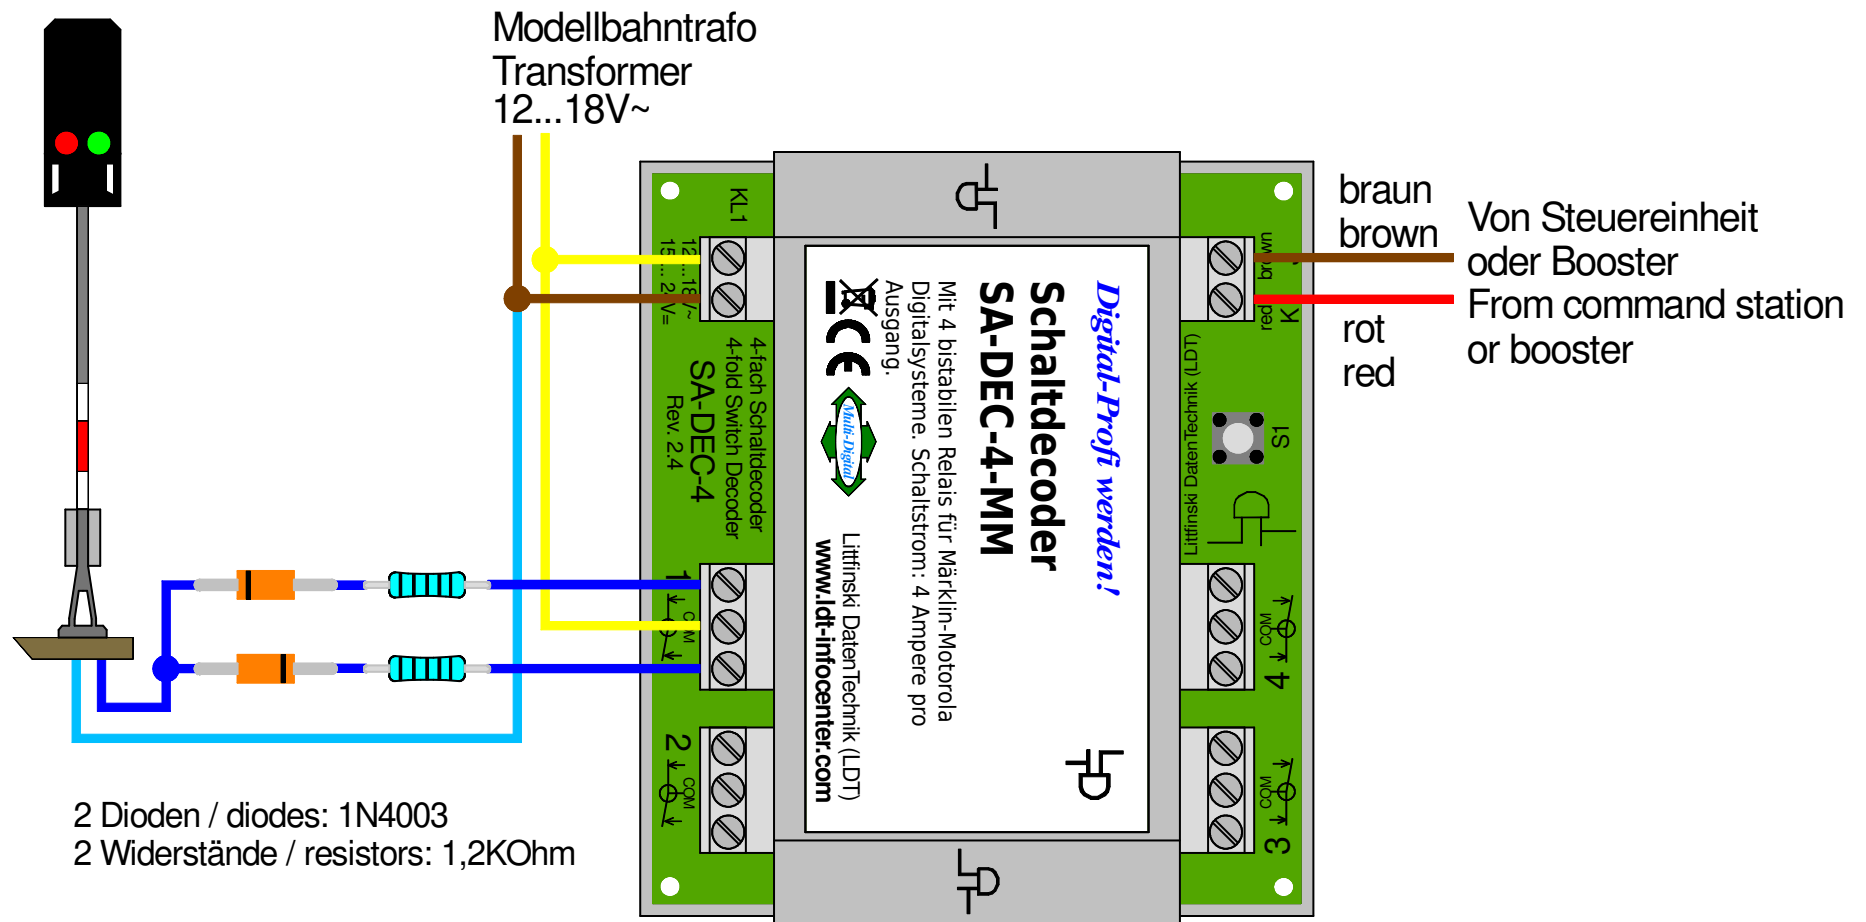 Modellbahntrafo
Transformer
12...18V~
KL1
12...18V~
15...24V=
4-fach Schaltdecoder
4-fold Switch Decoder
SA-DEC-4
Rev. 2.4
1
COM
2
COM
Digital-Profi werden!
Schaltdecoder
SA-DEC-4-MM
Mit 4 bistabilen Relais für Märklin-Motorola
Digitalsysteme. Schaltstrom: 4 Ampere pro
Ausgang.
CE
Multi-Digital
Littfinski DatenTechnik (LDT)
www.ldt-infocenter.com
red
brown
K
Littfinski DatenTechnik (LDT)
S1
COM
4
COM
3
braun
brown
rot
red
Von Steuereinheit
oder Booster
From command station
or booster
2 Dioden / diodes: 1N4003
2 Widerstände / resistors: 1,2KOhm